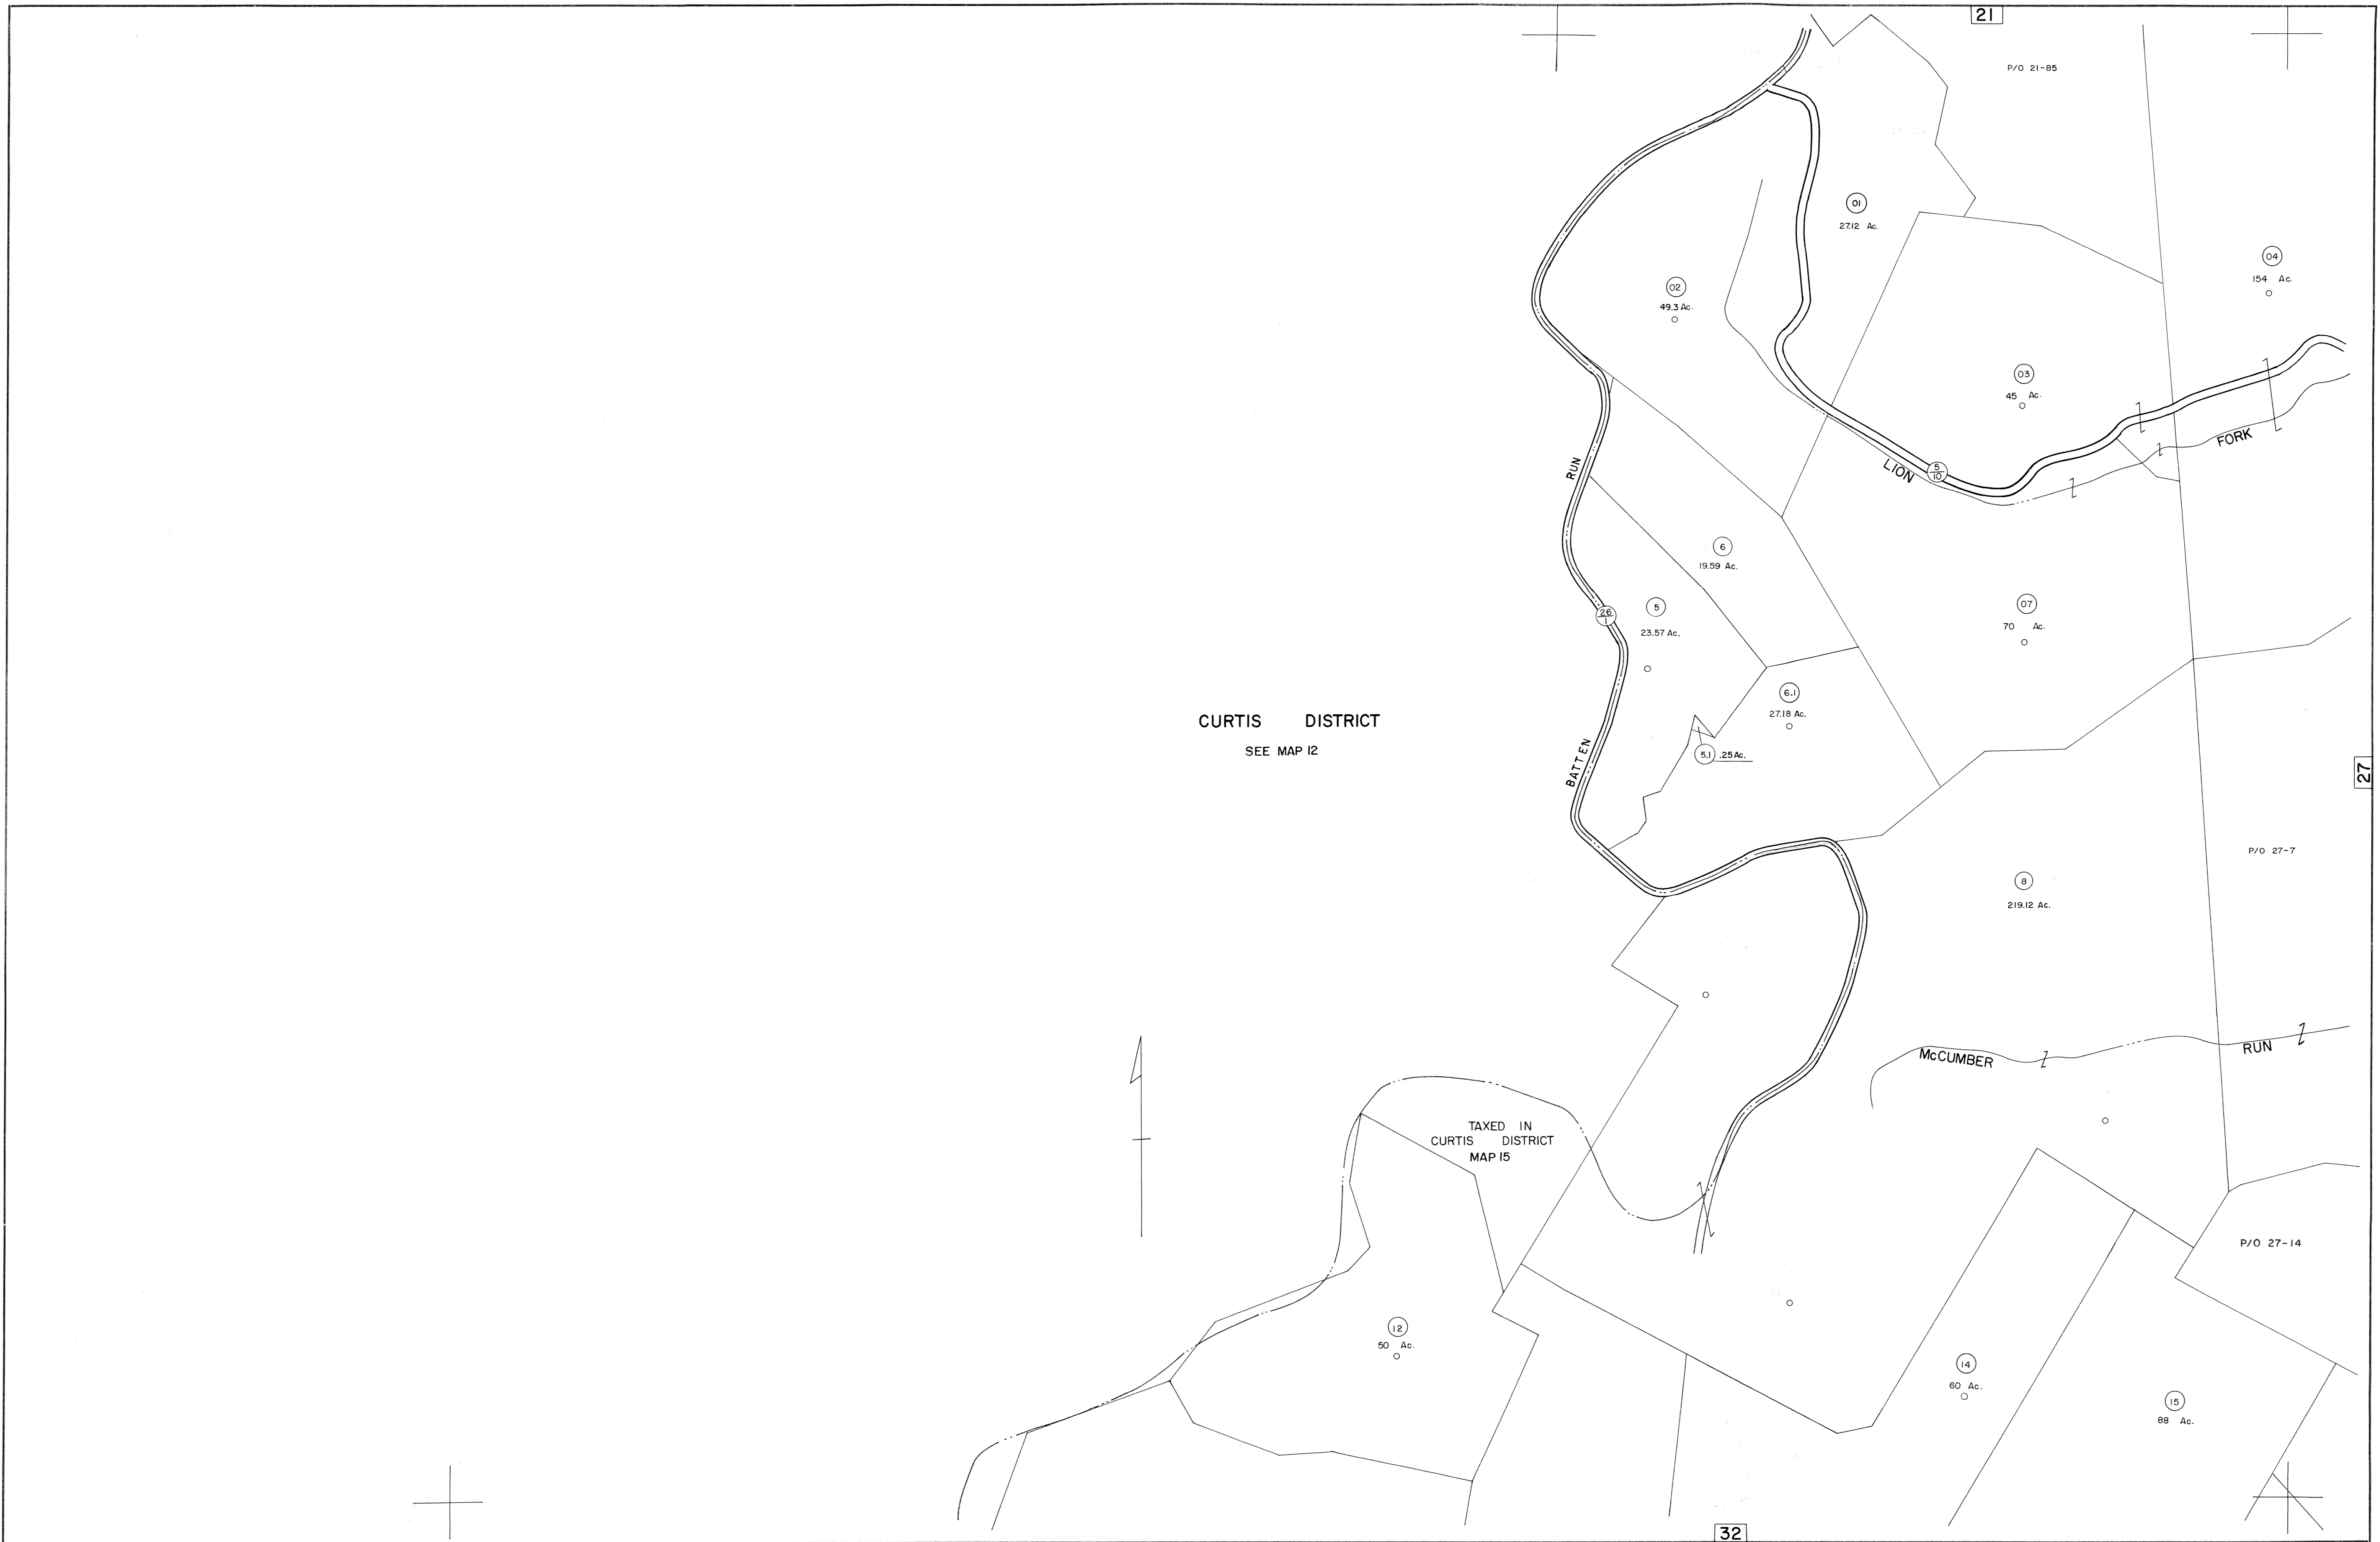 21
P/O 21-85
01
27.12 Ac.
04
154 Ac.
02
49.3 Ac.
03
45 Ac.
FORK
LION
5
10
RUN
6
19.59 Ac.
26
1
5
23.57 Ac.
07
70 Ac.
6.1
27.18 Ac.
5.1 .25 Ac.
CURTIS DISTRICT
SEE MAP 12
BATTEN
27
P/O 27-7
8
219.12 Ac.
McCUMBER
RUN
TAXED IN
CURTIS DISTRICT
MAP 15
P/O 27-14
12
50 Ac.
14
60 Ac.
15
88 Ac.
32